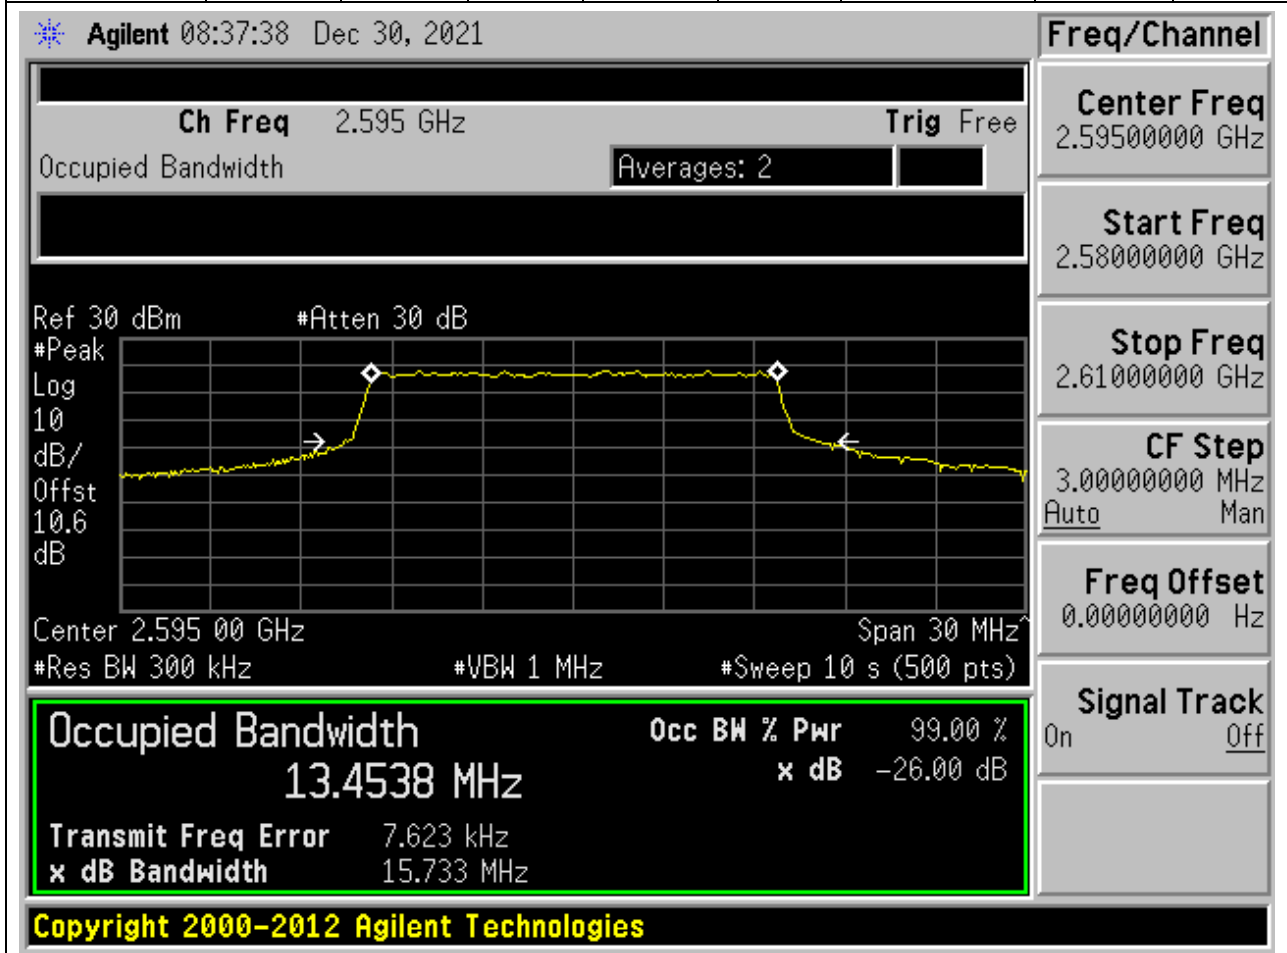 Agilent 08:37:38 Dec 30, 2021
Freq/Channel
Ch Freq 2.595 GHz Trig Free
Occupied Bandwidth Averages: 2
Center Freq
2.59500000 GHz
Start Freq
2.58000000 GHz
Stop Freq
2.61000000 GHz
CF Step
3.00000000 MHz
Auto Man
Freq Offset
0.00000000 Hz
Signal Track
On Off
Ref 30 dBm #Atten 30 dB
#Peak
Log
10
dB/
Offst
10.6
dB
Center 2.595 00 GHz Span 30 MHz^
#Res BW 300 kHz #VBW 1 MHz #Sweep 10 s (500 pts)
Occupied Bandwidth Occ BW % Pwr 99.00 %
13.4538 MHz x dB -26.00 dB
Transmit Freq Error 7.623 kHz
x dB Bandwidth 15.733 MHz
Copyright 2000-2012 Agilent Technologies